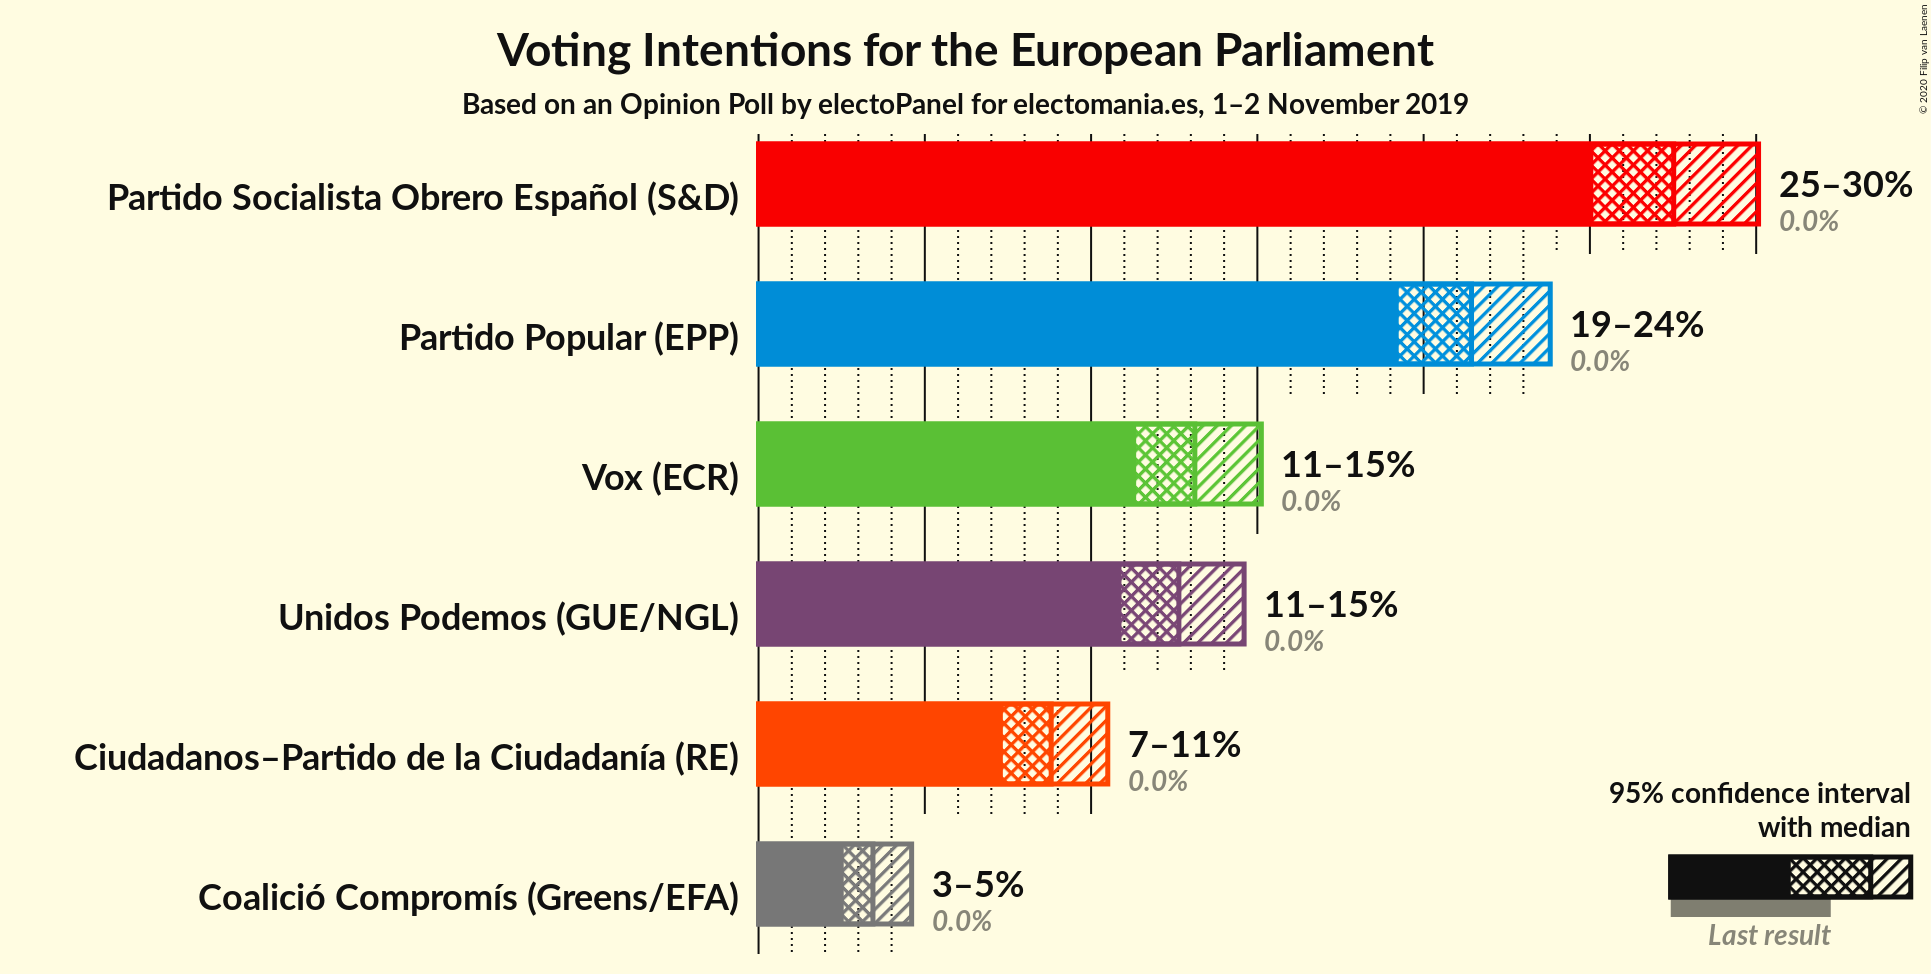 Voting Intentions for the European Parliament
Based on an Opinion Poll by electoPanel for electomania.es, 1–2 November 2019
© 2020 Filip van Laenen
Partido Socialista Obrero Español (S&D)
25–30%
0.0%
Partido Popular (EPP)
19–24%
0.0%
Vox (ECR)
11–15%
0.0%
Unidos Podemos (GUE/NGL)
11–15%
0.0%
Ciudadanos–Partido de la Ciudadanía (RE)
7–11%
0.0%
Coalició Compromís (Greens/EFA)
3–5%
0.0%
95% confidence interval
with median
Last result